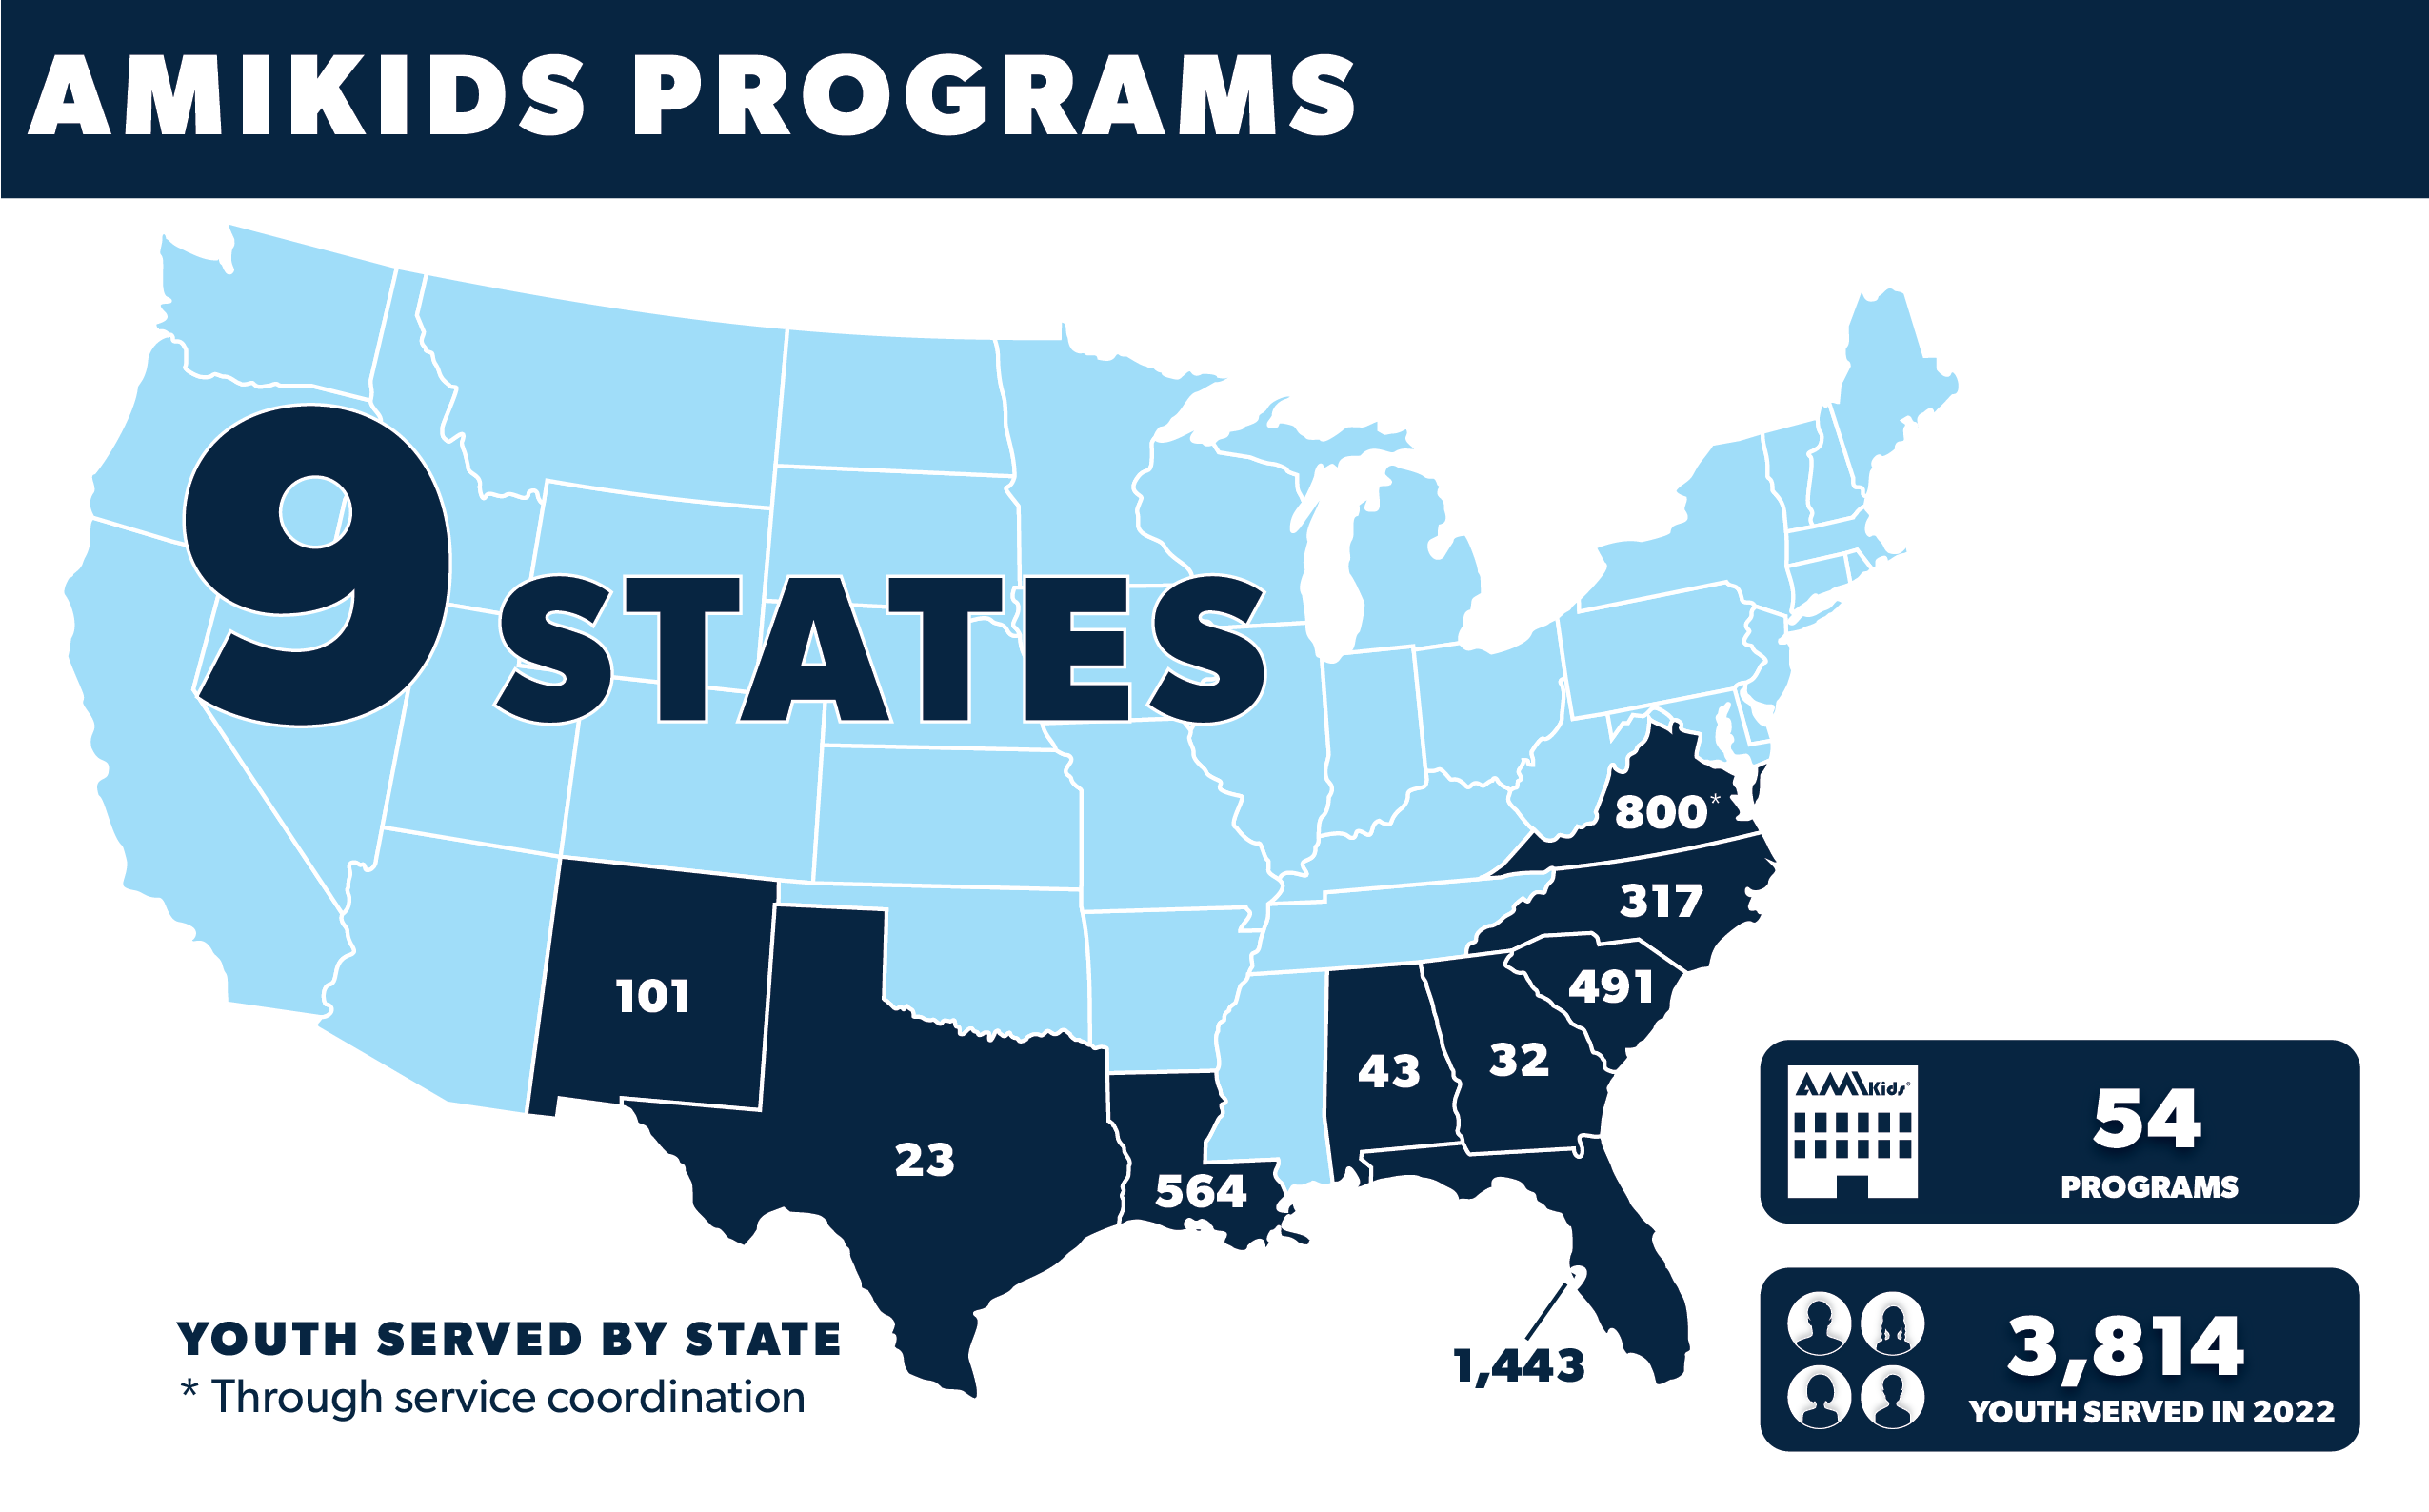 AMIKIDS PROGRAMS
9 STATES
800*
317
491
101
43
32
23
564
1,443
AMIKids®
54
PROGRAMS
3,814
YOUTH SERVED IN 2022
YOUTH SERVED BY STATE
* Through service coordination